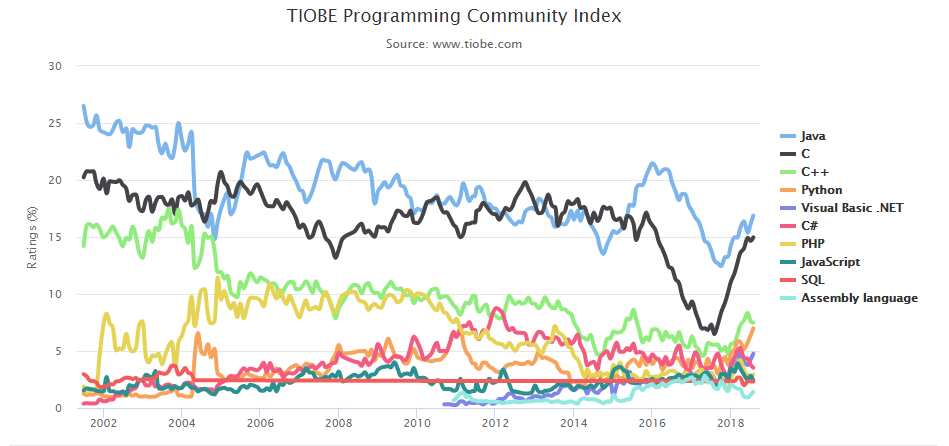 TIOBE Programming Community Index
Source: www.tiobe.com
30
25
20
15
10
5
0
Ratings (%)
2002 2004 2006 2008 2010 2012 2014 2016 2018
Java
C
C++
Python
Visual Basic .NET
C#
PHP
JavaScript
SQL
Assembly language